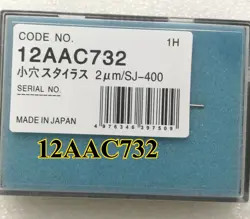 CODE NO.
1H
12AAC732
小穴スタイラス 2μm/SJ-400
SERIAL NO.
MADE IN JAPAN
4976346397509
12AAC732